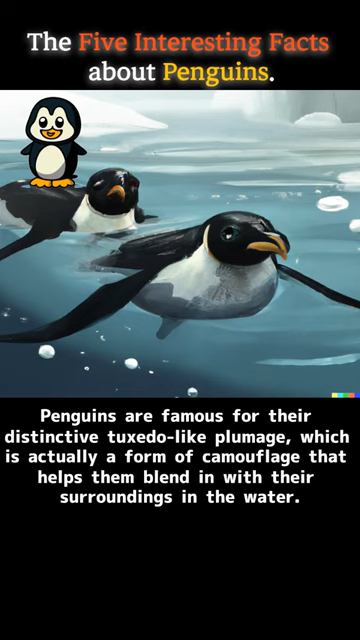 The Five Interesting Facts
about Penguins.
Penguins are famous for their
distinctive tuxedo-like plumage, which
is actually a form of camouflage that
helps them blend in with their
surroundings in the water.